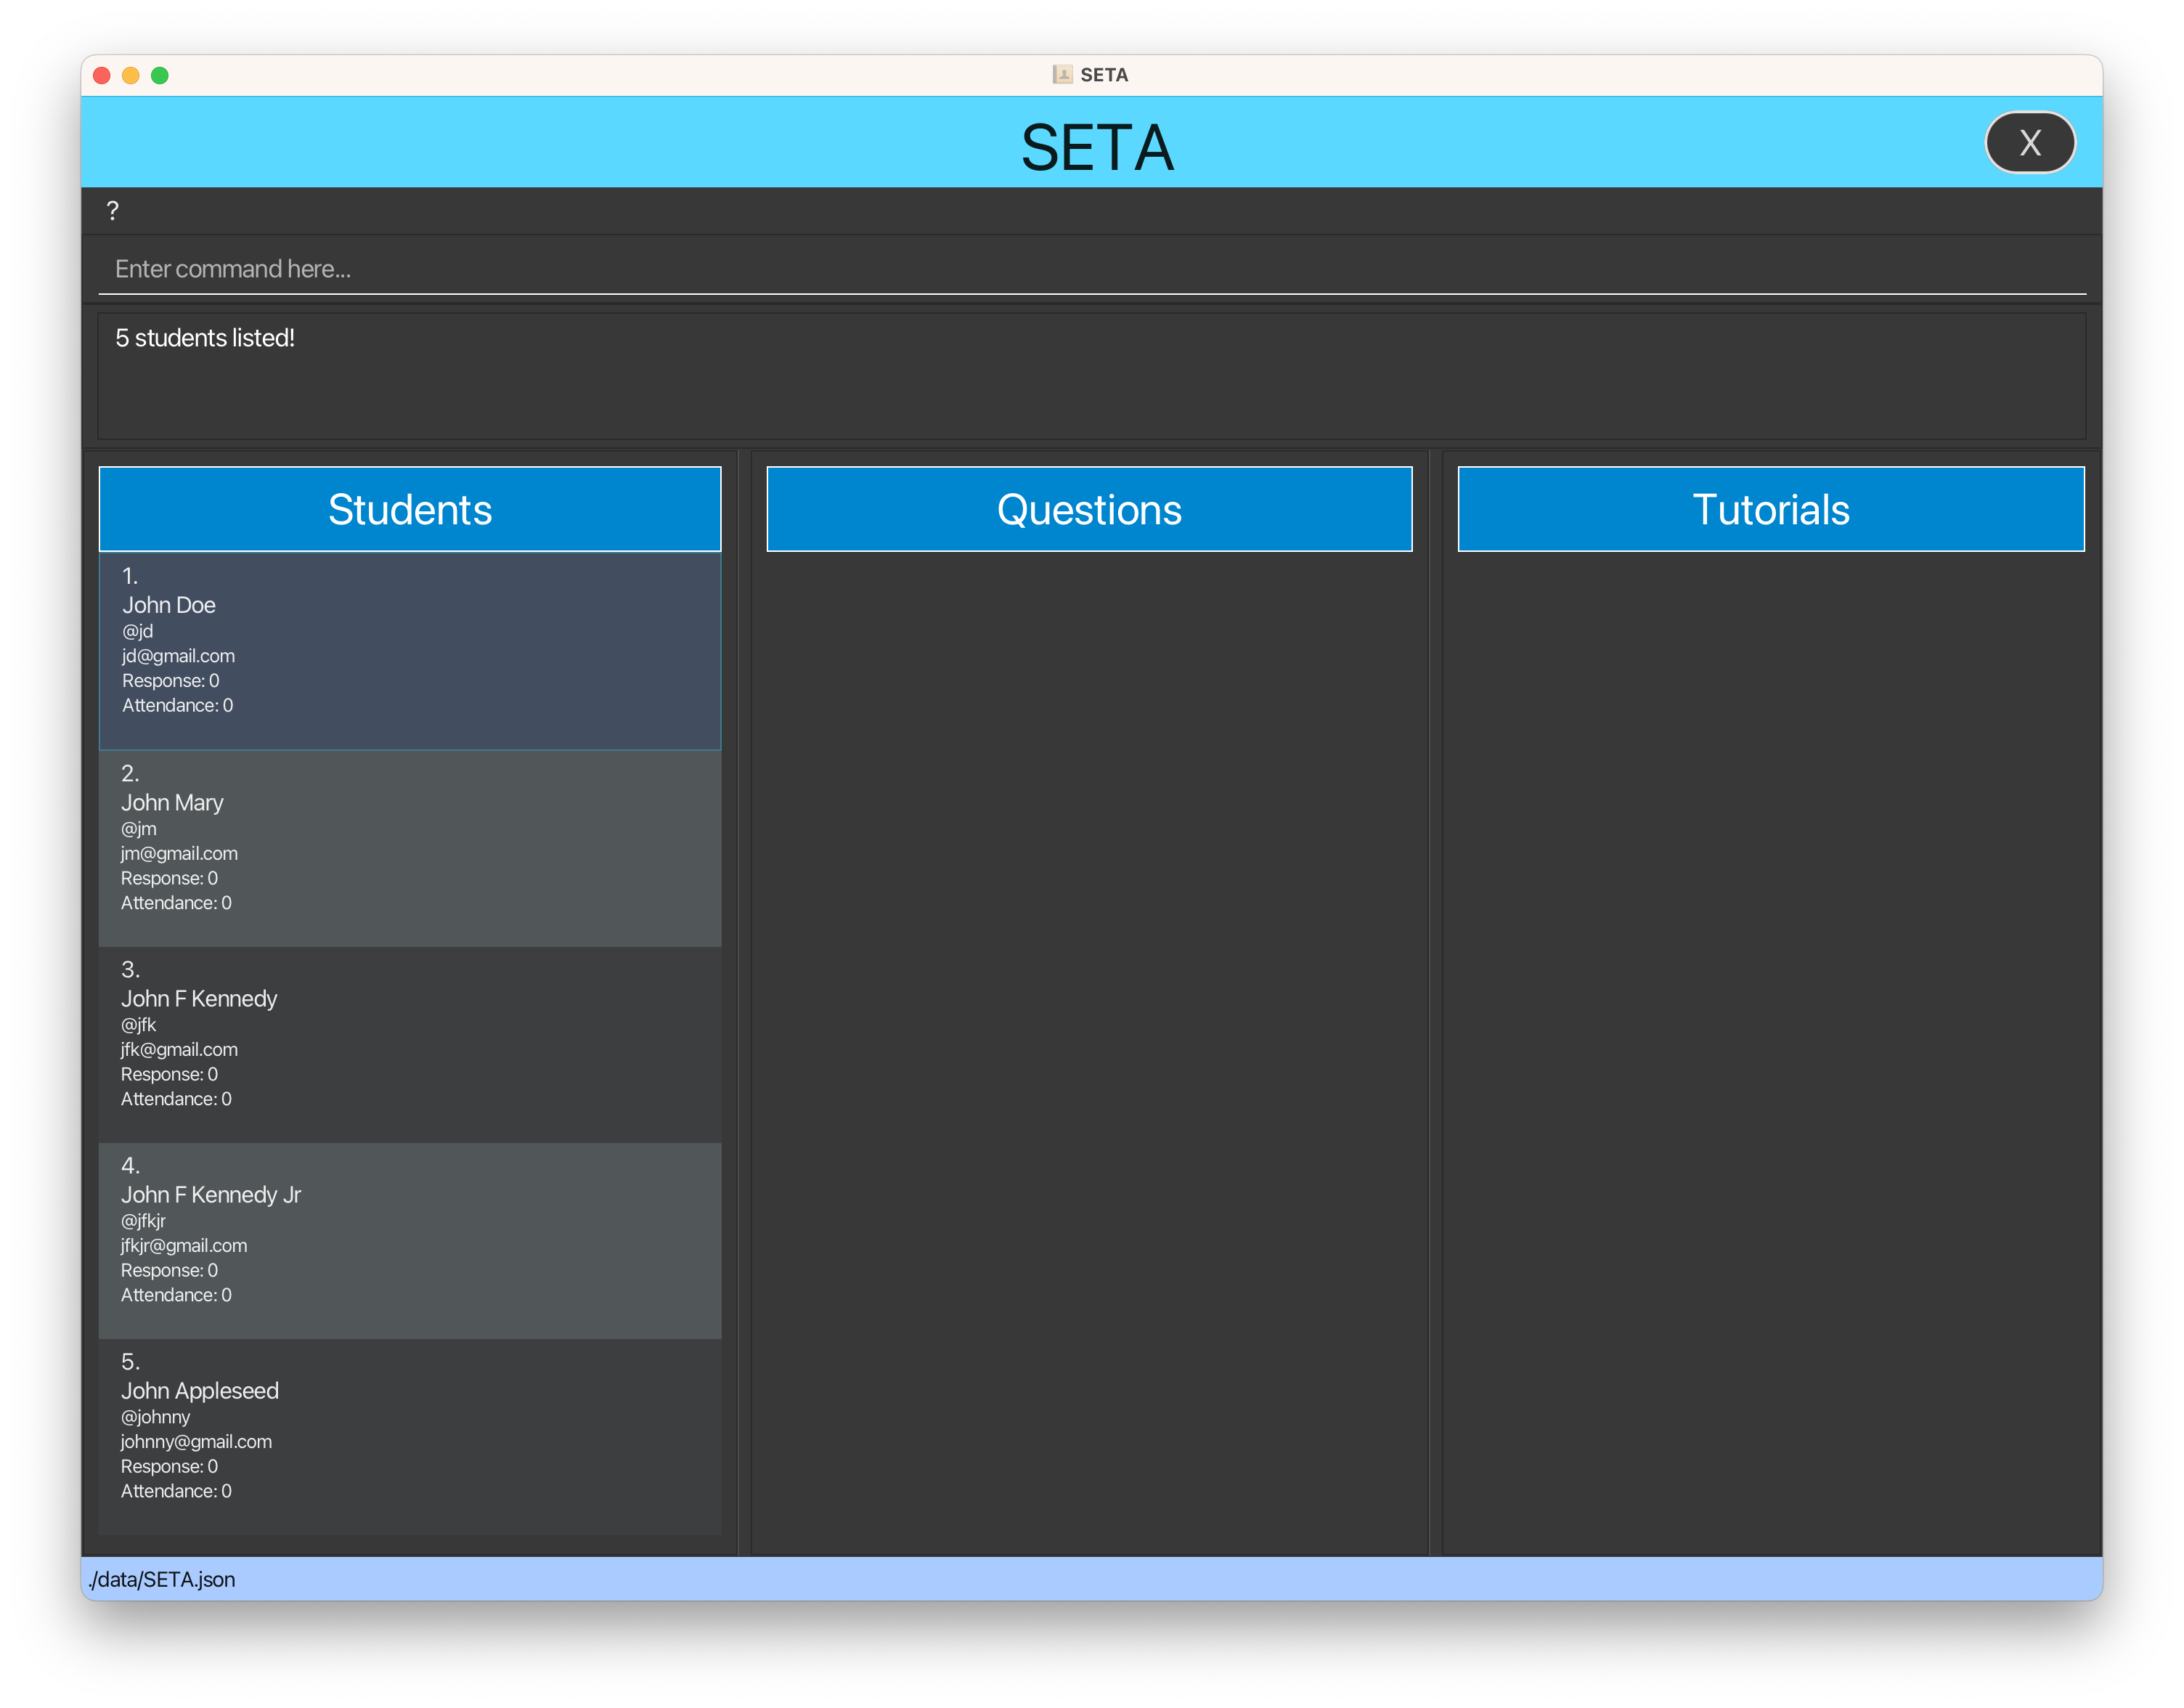 SETA
SETA
X
?
Enter command here...
5 students listed!
Students
1.
John Doe
@jd
jd@gmail.com
Response: 0
Attendance: 0
2.
John Mary
@jm
jm@gmail.com
Response: 0
Attendance: 0
3.
John F Kennedy
@jfk
jfk@gmail.com
Response: 0
Attendance: 0
4.
John F Kennedy Jr
@jfkjr
jfkjr@gmail.com
Response: 0
Attendance: 0
5.
John Appleseed
@johnny
johnny@gmail.com
Response: 0
Attendance: 0
Questions
Tutorials
./data/SETA.json